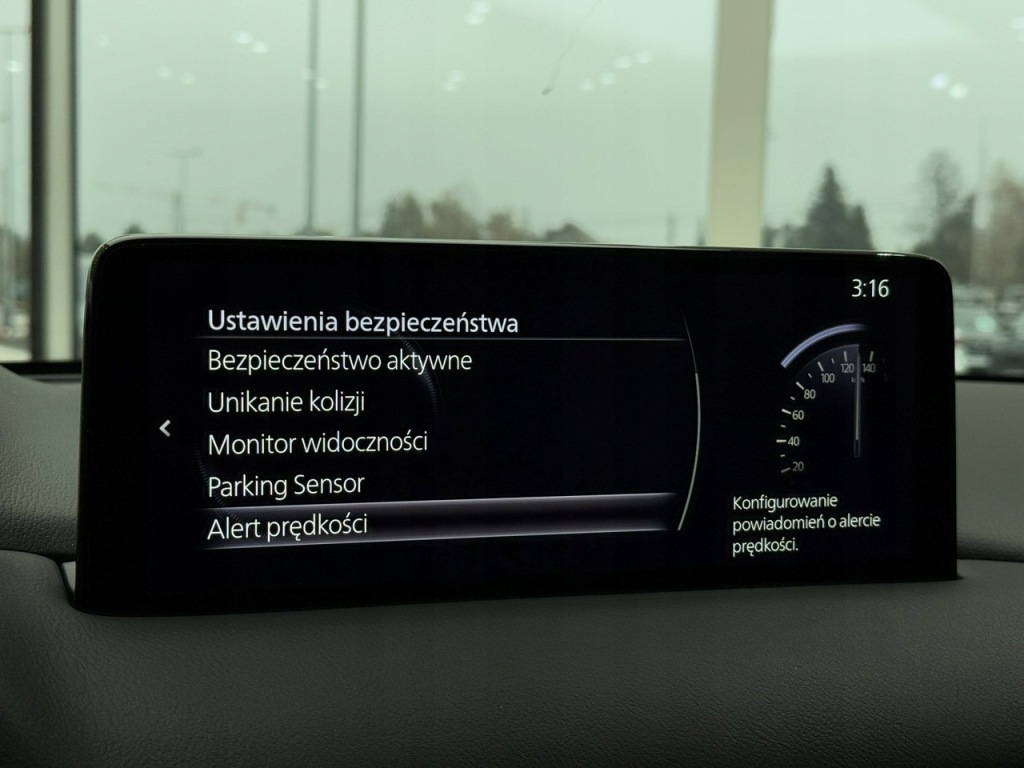 3:16
Ustawienia bezpieczeństwa
Bezpieczeństwo aktywne
Unikanie kolizji
Monitor widoczności
Parking Sensor
Alert prędkości
<
140
120
100
80
60
40
20
Konfigurowanie
powiadomień o alercie
prędkości.